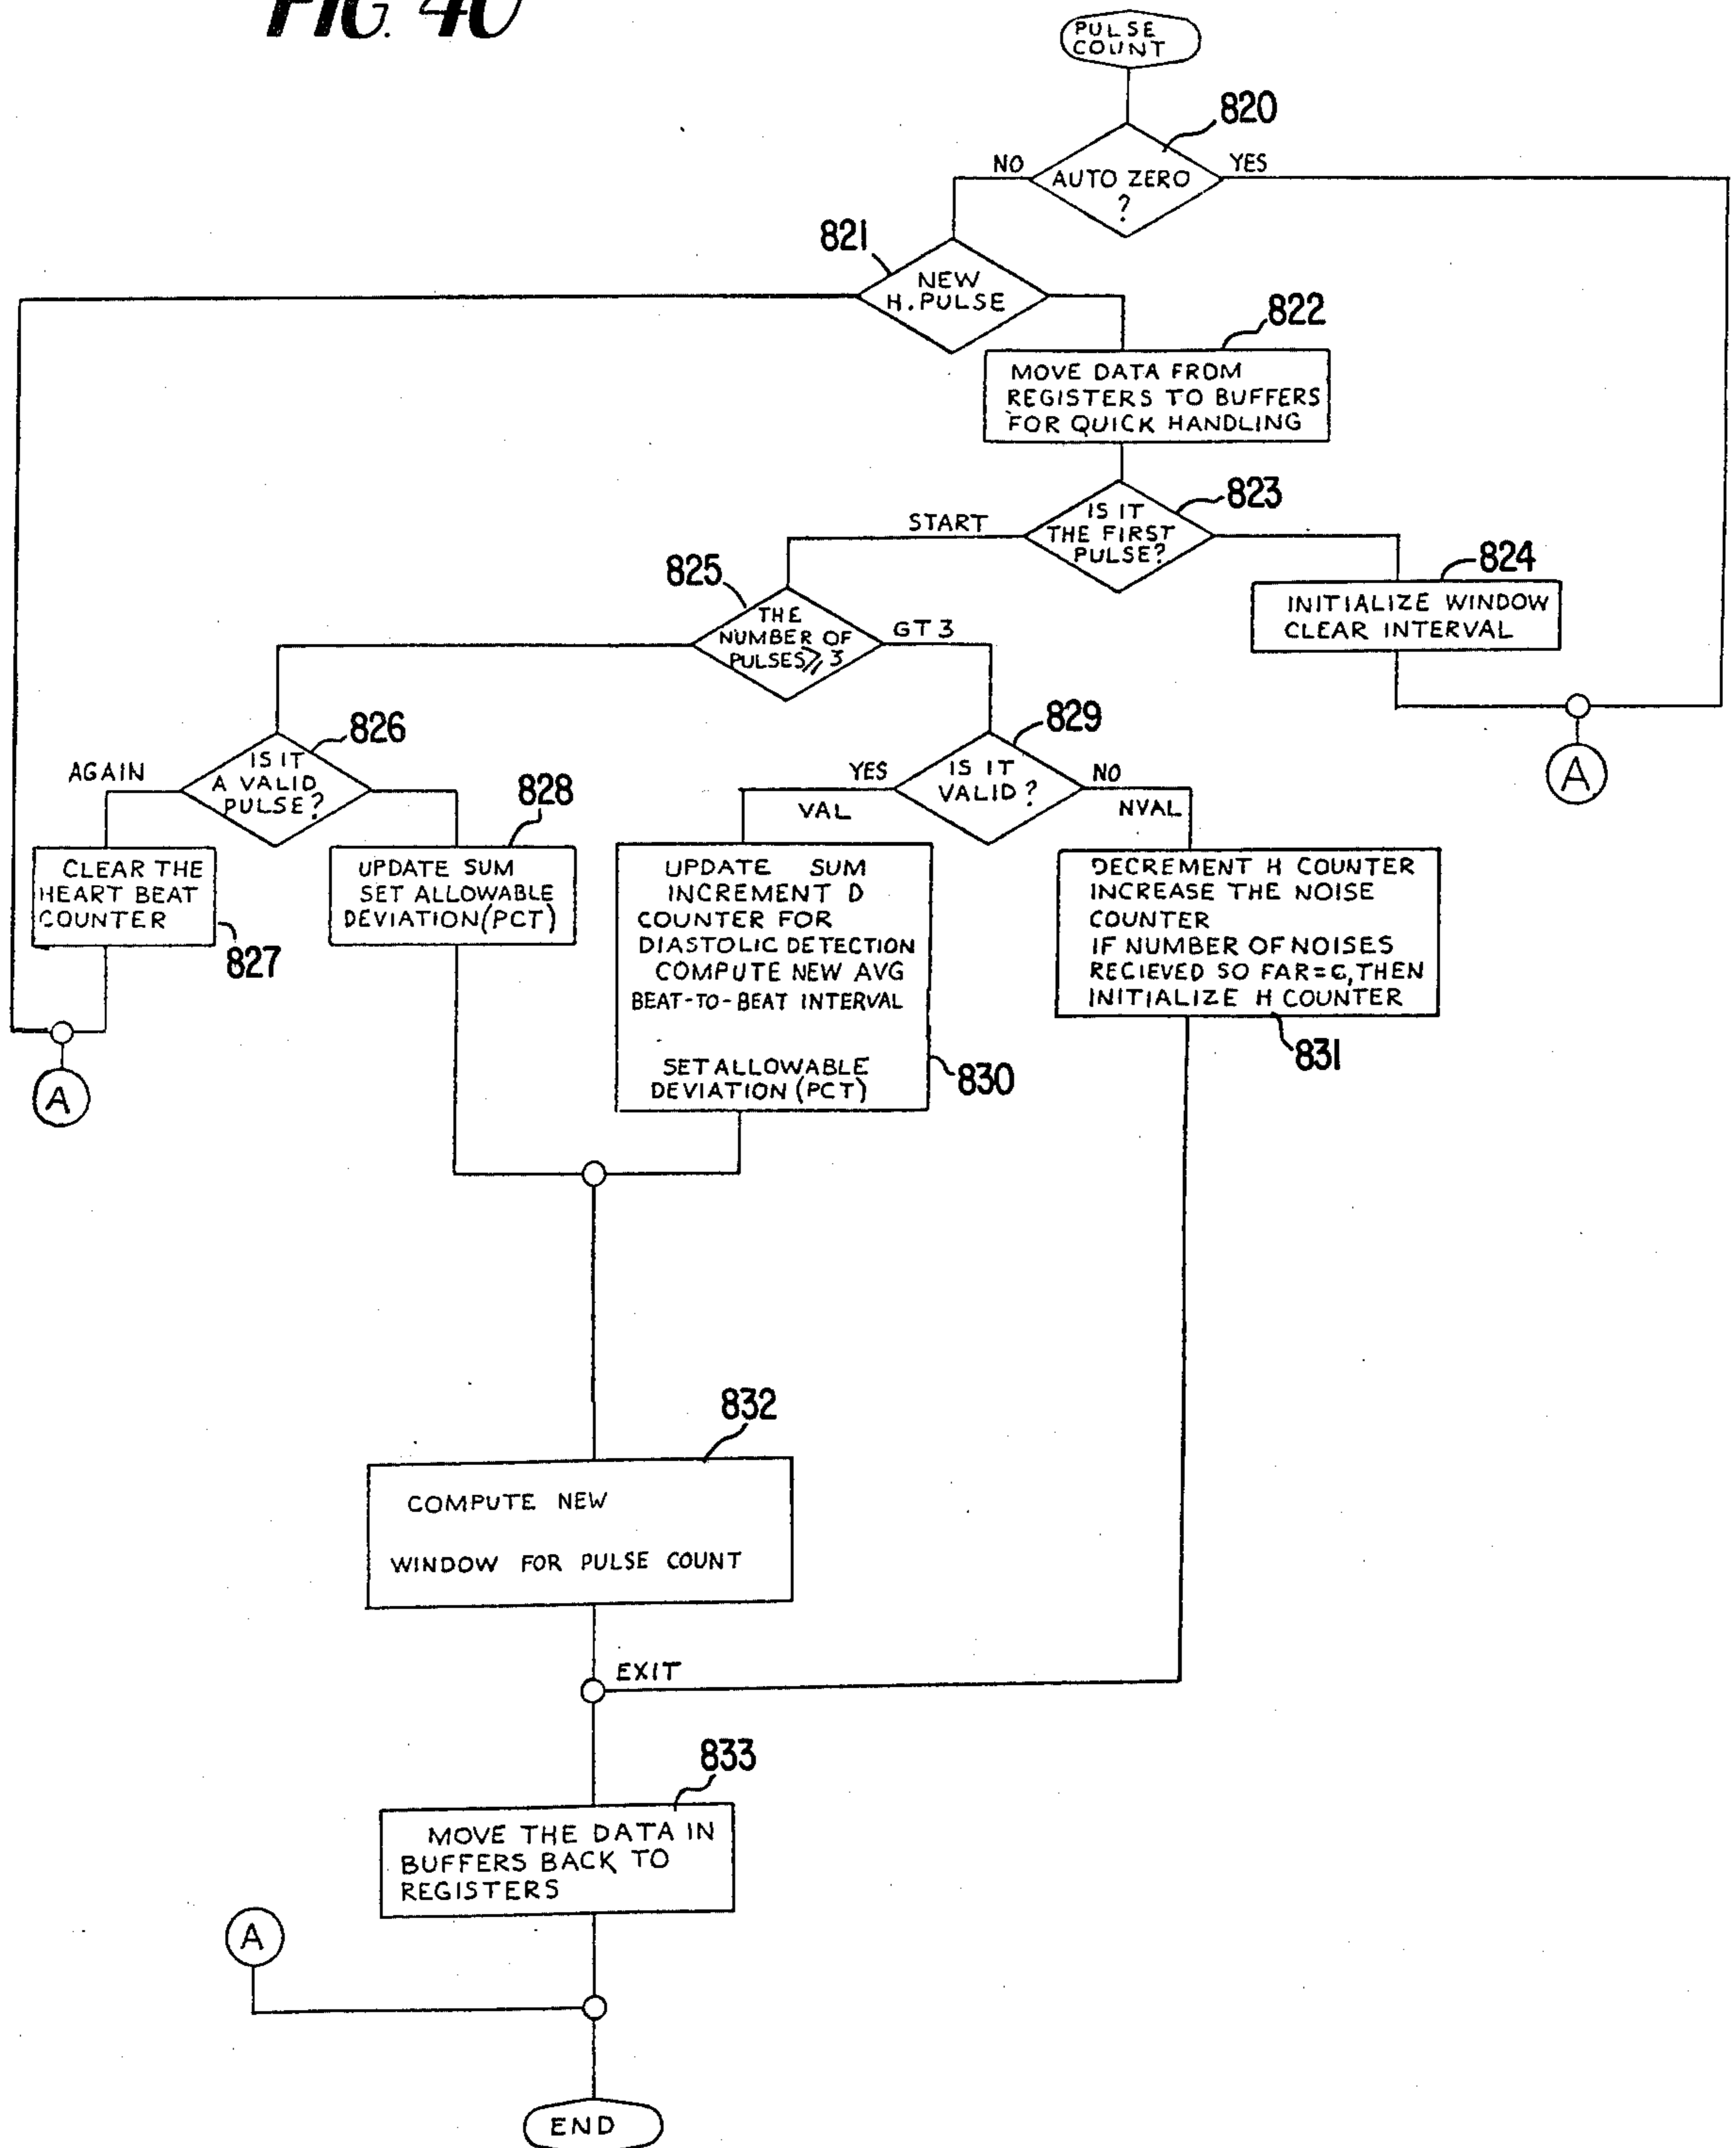 FIG. 40
PULSE
COUNT
820
NO
YES
AUTO ZERO
?
821
NEW
H. PULSE
822
MOVE DATA FROM
REGISTERS TO BUFFERS
FOR QUICK HANDLING
823
START
IS IT
THE FIRST
PULSE?
824
INITIALIZE WINDOW
CLEAR INTERVAL
825
THE
NUMBER OF
PULSES ⩾ 3
GT 3
A
826
AGAIN
IS IT
A VALID
PULSE?
829
YES
IS IT
VALID?
NO
VAL
NVAL
828
CLEAR THE
HEART BEAT
COUNTER
827
UPDATE SUM
SET ALLOWABLE
DEVIATION (PCT)
UPDATE SUM
INCREMENT D
COUNTER FOR
DIASTOLIC DETECTION
COMPUTE NEW AVG
BEAT-TO-BEAT INTERVAL
SET ALLOWABLE
DEVIATION (PCT)
830
DECREMENT H COUNTER
INCREASE THE NOISE
COUNTER
IF NUMBER OF NOISES
RECIEVED SO FAR = , THEN
INITIALIZE H COUNTER
831
A
832
COMPUTE NEW
WINDOW FOR PULSE COUNT
EXIT
833
MOVE THE DATA IN
BUFFERS BACK TO
REGISTERS
A
END